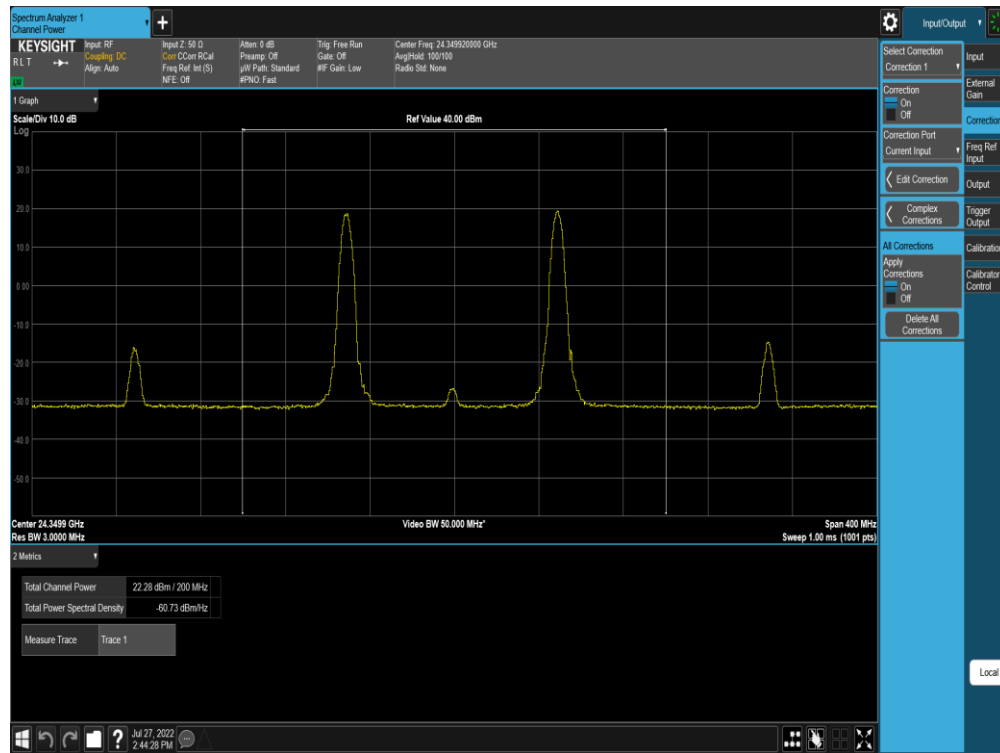 Spectrum Analyzer 1
Channel Power
Input/Output
KEYSIGHT
R L T
Input: RF
Coupling: DC
Align: Auto
Input Z: 50 Ω
Corr CCorr RCal
Freq Ref: Int (S)
NFE: Off
Atten: 0 dB
Preamp: Off
µW Path: Standard
#PNO: Fast
Trig: Free Run
Gate: Off
#IF Gain: Low
Center Freq: 24.349920000 GHz
Avg|Hold: 100/100
Radio Std: None
1 Graph
Scale/Div 10.0 dB
Ref Value 40.00 dBm
Log
30.0
20.0
10.0
0.00
-10.0
-20.0
-30.0
-40.0
-50.0
Center 24.3499 GHz
Video BW 50.000 MHz*
Span 400 MHz
Res BW 3.0000 MHz
Sweep 1.00 ms (1001 pts)
2 Metrics
Total Channel Power 22.28 dBm / 200 MHz
Total Power Spectral Density -60.73 dBm/Hz
Measure Trace Trace 1
Select Correction
Correction 1
Correction
On
Off
Correction Port
Current Input
Edit Correction
Complex
Corrections
All Corrections
Apply
Corrections
On
Off
Delete All
Corrections
Input
External
Gain
Correction
Freq Ref
Input
Output
Trigger
Output
Calibration
Calibrator
Control
Local
?
Jul 27, 2022
2:44:28 PM